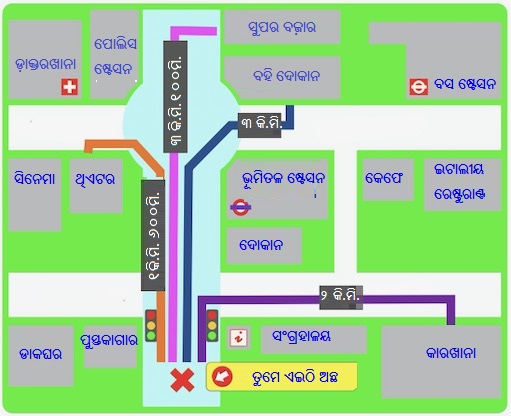 ଡ଼ାକ୍ତରଖାନା
ପୋଲିସ
ଷ୍ଟେସନ
ସୁପର ବଜ଼ାର
ବହି ଦୋକାନ
ବସ ଷ୍ଟେସନ
୩ କି.ମି. ୧୦୦ମି.
୩ କି.ମି.
ସିନେମା
ଥିଏଟର
୧କି.ମି. ୬୦୦ମି.
ଭୂମିତଳ ଷ୍ଟେସନ
କେଫେ
ଇଟାଲୀୟ
ରେଷ୍ଟୁରାଣ୍ଟ
ଦୋକାନ
୨ କି.ମି.
ଡାକଘର
ପୁସ୍ତକାଗାର
i
ସଂଗ୍ରହାଳୟ
କାରଖାନା
ତୁମେ ଏଇଠି ଅଛ